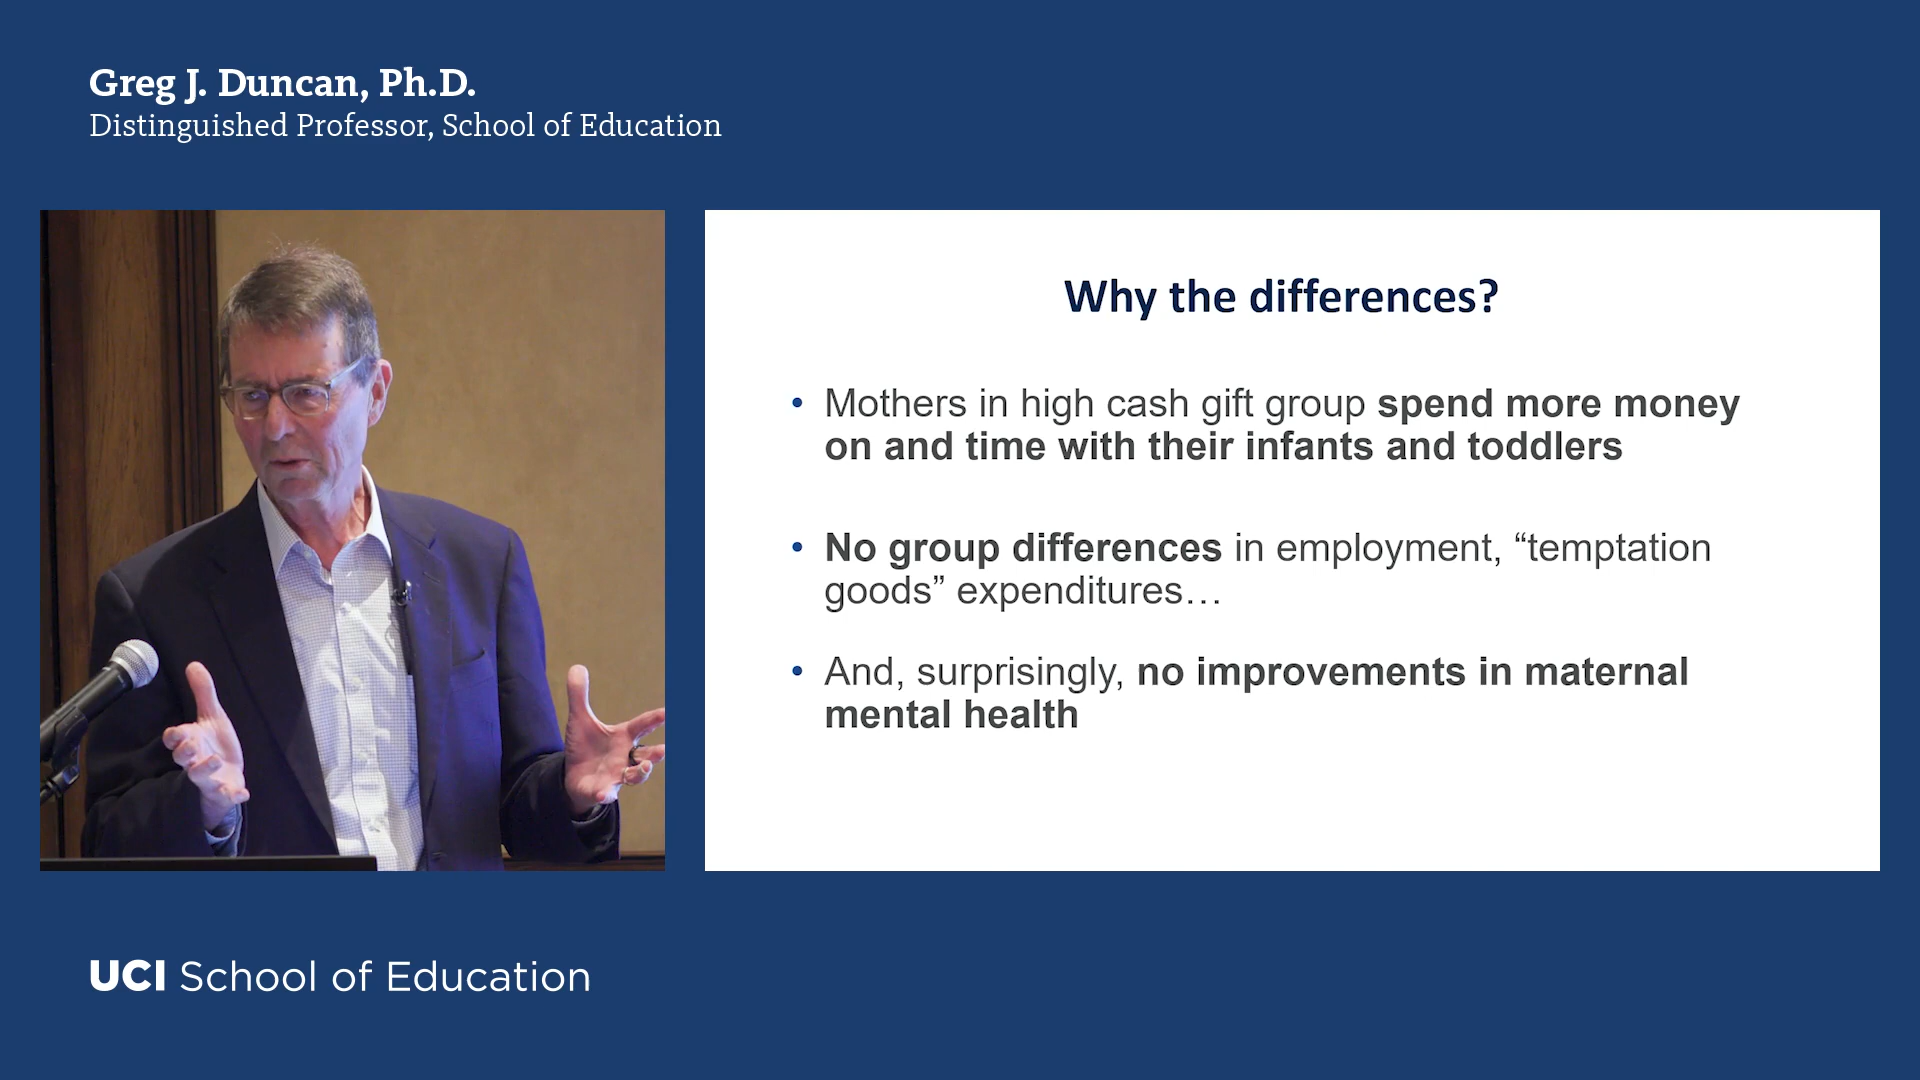 Greg J. Duncan, Ph.D.
Distinguished Professor, School of Education
Why the differences?
• Mothers in high cash gift group spend more money
on and time with their infants and toddlers
• No group differences in employment, “temptation
goods” expenditures…
• And, surprisingly, no improvements in maternal
mental health
UCI School of Education